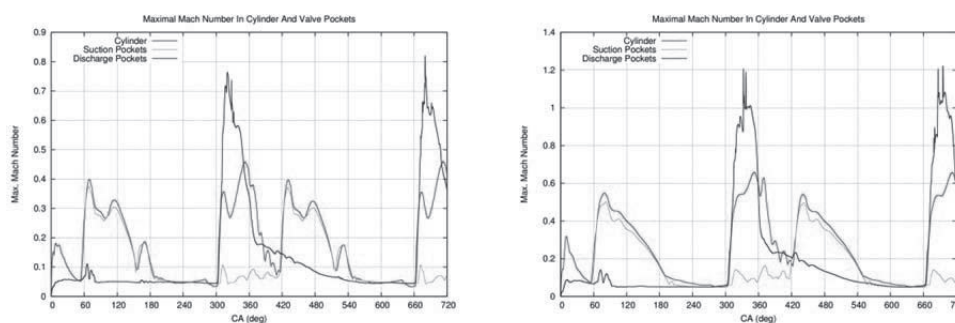 Maximal Mach Number In Cylinder And Valve Pockets
Cylinder
Suction Pockets
Discharge Pockets
Max. Mach Number
0.9
0.8
0.7
0.6
0.5
0.4
0.3
0.2
0.1
0
0 60 120 180 240 300 360 420 480 540 600 660 720
CA (deg)
Maximal Mach Number In Cylinder And Valve Pockets
Cylinder
Suction Pockets
Discharge Pockets
Max. Mach Number
1.4
1.2
1
0.8
0.6
0.4
0.2
0
0 60 120 180 240 300 360 420 480 540 600 660
CA (deg)